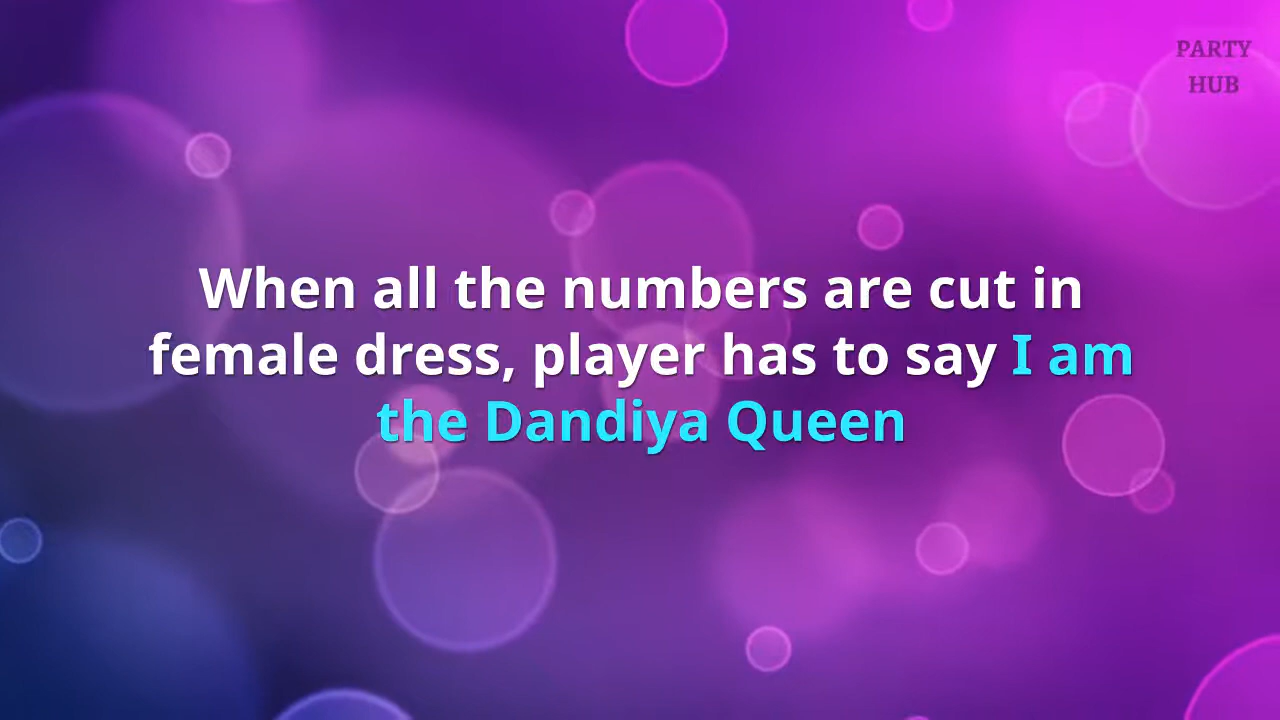 PARTY
HUB
When all the numbers are cut in
female dress, player has to say I am
the Dandiya Queen